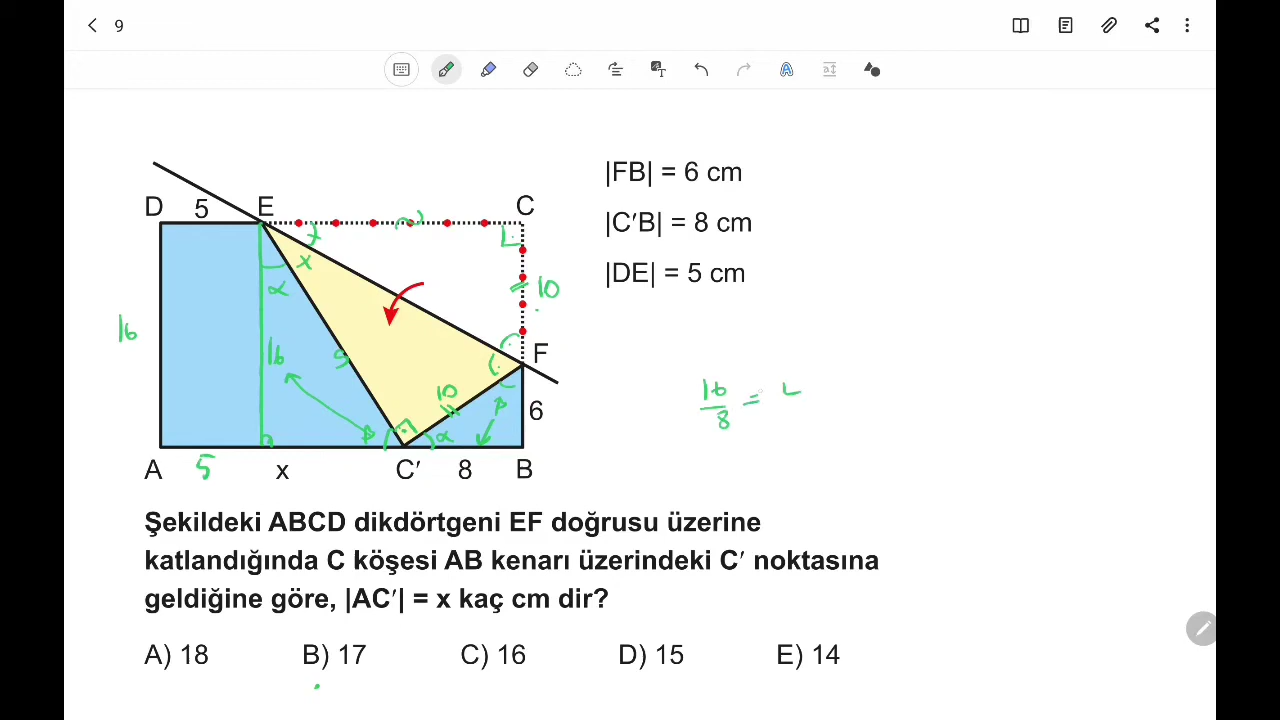 9
D 5 E C
|FB| = 6 cm
|C′B| = 8 cm
|DE| = 5 cm
x
α
10
16
16
F
10
6
16
8
=
α
A 5 x C′ 8 B
Şekildeki ABCD dikdörtgeni EF doğrusu üzerine
katlandığında C köşesi AB kenarı üzerindeki C′ noktasına
geldiğine göre, |AC′| = x kaç cm dir?
A) 18 B) 17 C) 16 D) 15 E) 14